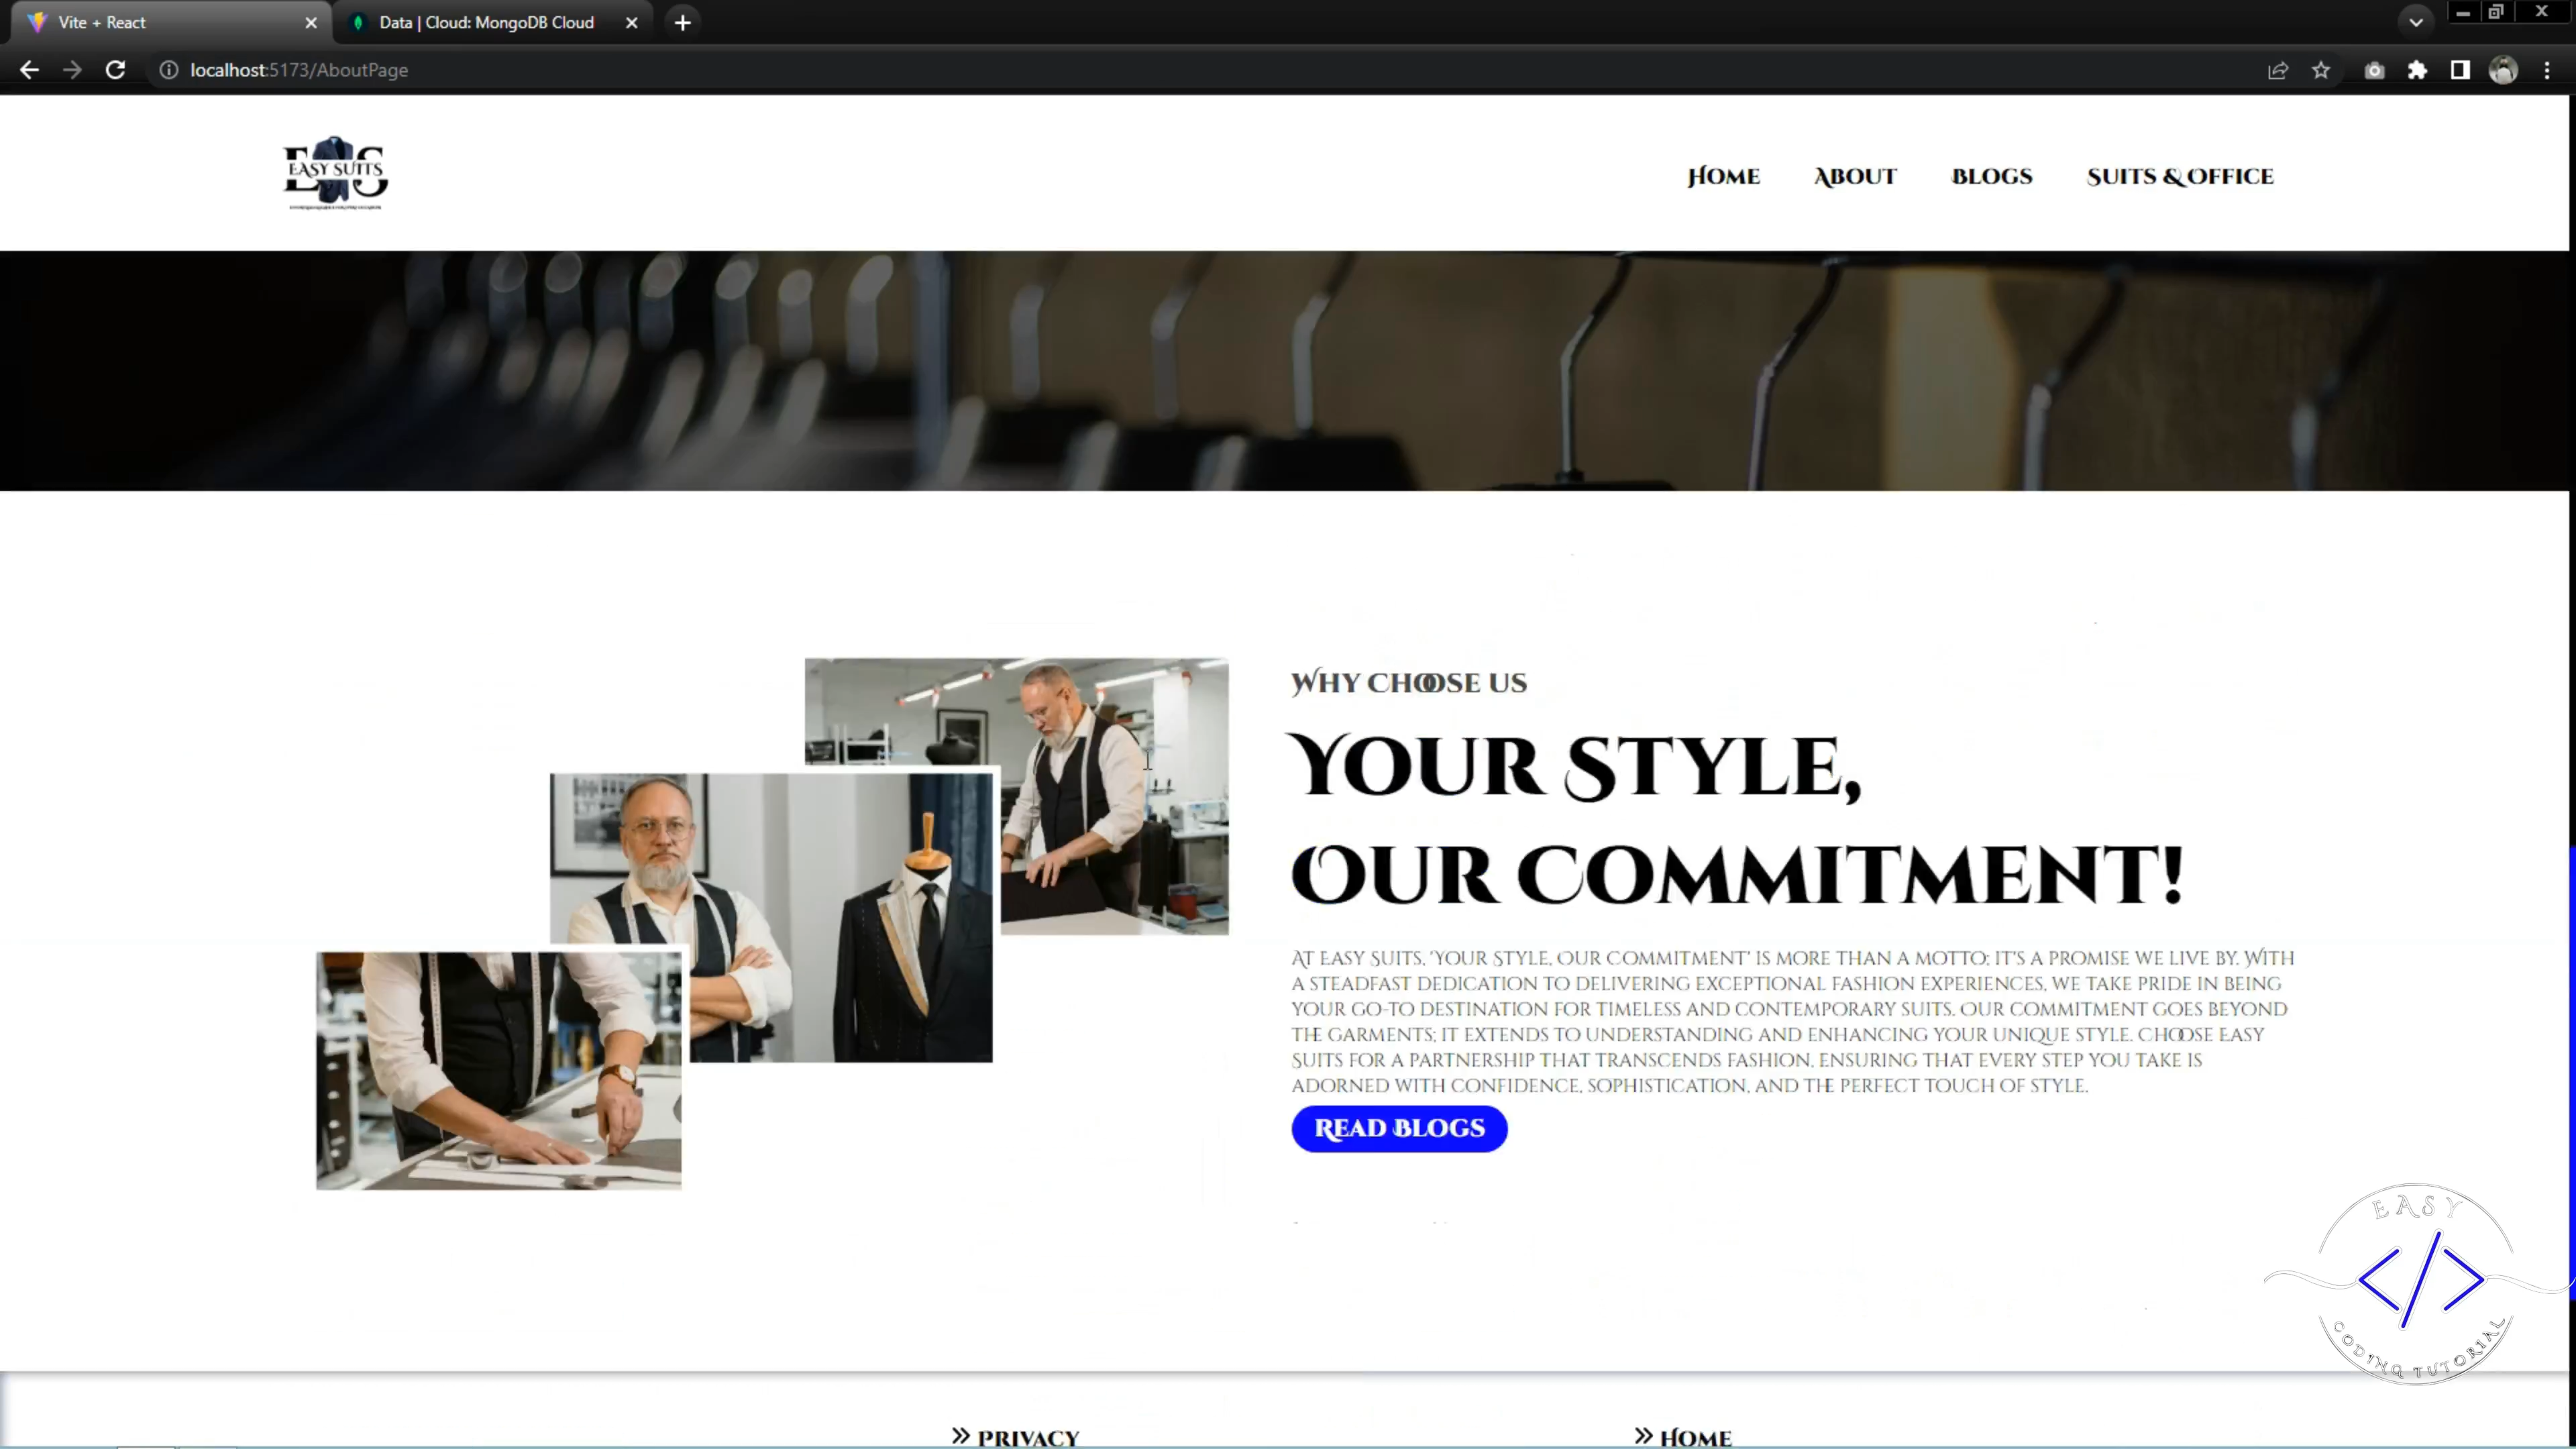 Vite + React
Data | Cloud: MongoDB Cloud
localhost:5173/AboutPage
ES
EASY SUITS
HOME
ABOUT
BLOGS
SUITS & OFFICE
WHY CHOOSE US
YOUR STYLE,
OUR COMMITMENT!
AT EASY SUITS, 'YOUR STYLE, OUR COMMITMENT' IS MORE THAN A MOTTO; IT'S A PROMISE WE LIVE BY. WITH
A STEADFAST DEDICATION TO DELIVERING EXCEPTIONAL FASHION EXPERIENCES, WE TAKE PRIDE IN BEING
YOUR GO-TO DESTINATION FOR TIMELESS AND CONTEMPORARY SUITS. OUR COMMITMENT GOES BEYOND
THE GARMENTS; IT EXTENDS TO UNDERSTANDING AND ENHANCING YOUR UNIQUE STYLE. CHOOSE EASY
SUITS FOR A PARTNERSHIP THAT TRANSCENDS FASHION, ENSURING THAT EVERY STEP YOU TAKE IS
ADORNED WITH CONFIDENCE, SOPHISTICATION, AND THE PERFECT TOUCH OF STYLE.
READ BLOGS
EASY
CODING TUTORIAL
PRIVACY
HOME